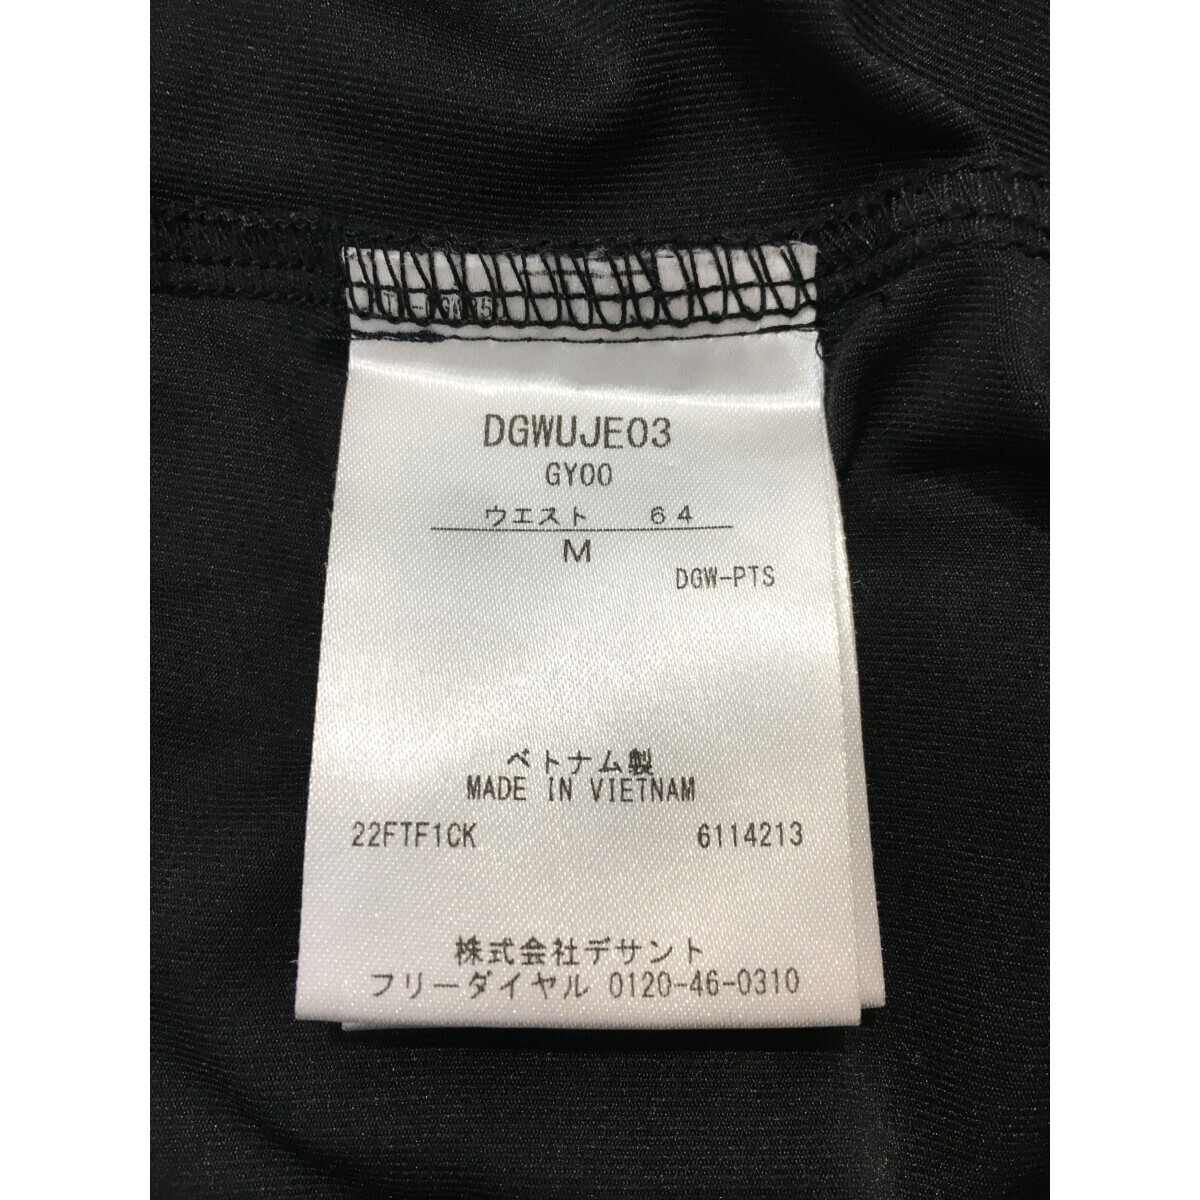 DGWUJE03
GY00
ウエスト 64
M
DGW-PTS
ベトナム製
MADE IN VIETNAM
22FTF1CK 6114213
株式会社デサント
フリーダイヤル 0120-46-0310